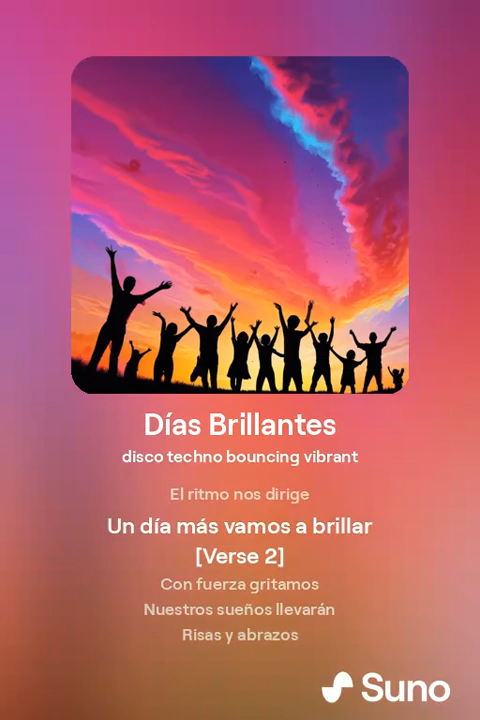 Días Brillantes
disco techno bouncing vibrant
El ritmo nos dirige
Un día más vamos a brillar
[Verse 2]
Con fuerza gritamos
Nuestros sueños llevarán
Risas y abrazos
Suno